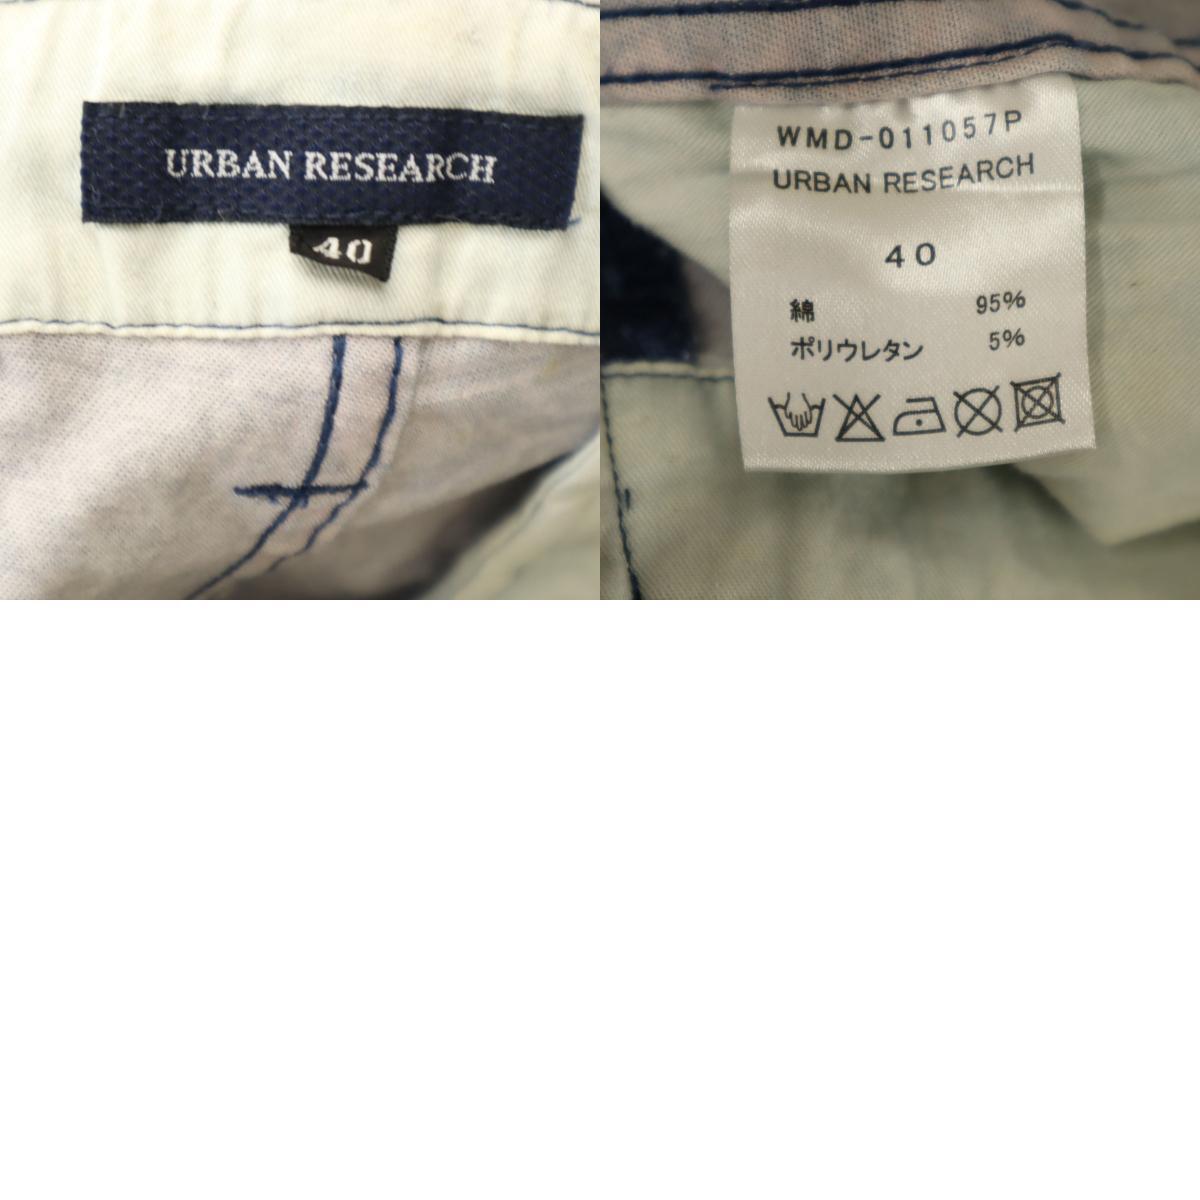 URBAN RESEARCH
40
WMD-011057P
URBAN RESEARCH
40
綿 95%
ポリウレタン 5%